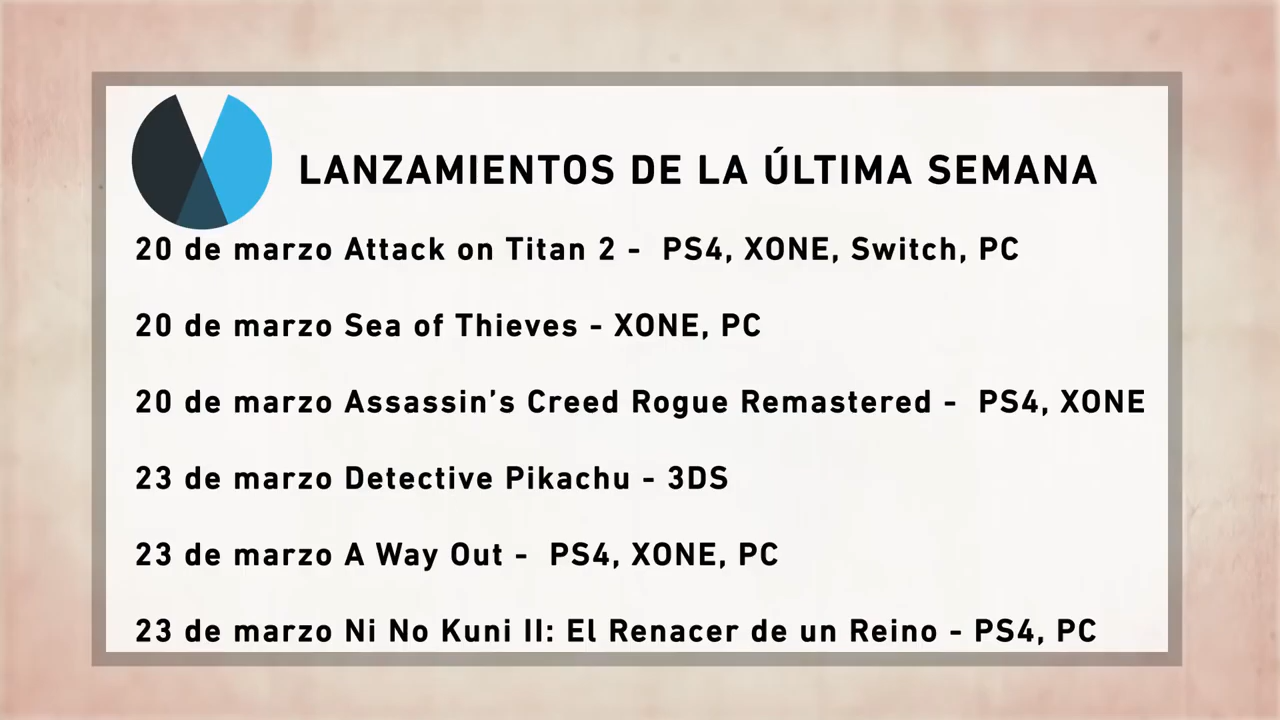 LANZAMIENTOS DE LA ÚLTIMA SEMANA
20 de marzo Attack on Titan 2 - PS4, XONE, Switch, PC
20 de marzo Sea of Thieves - XONE, PC
20 de marzo Assassin’s Creed Rogue Remastered - PS4, XONE
23 de marzo Detective Pikachu - 3DS
23 de marzo A Way Out - PS4, XONE, PC
23 de marzo Ni No Kuni II: El Renacer de un Reino - PS4, PC